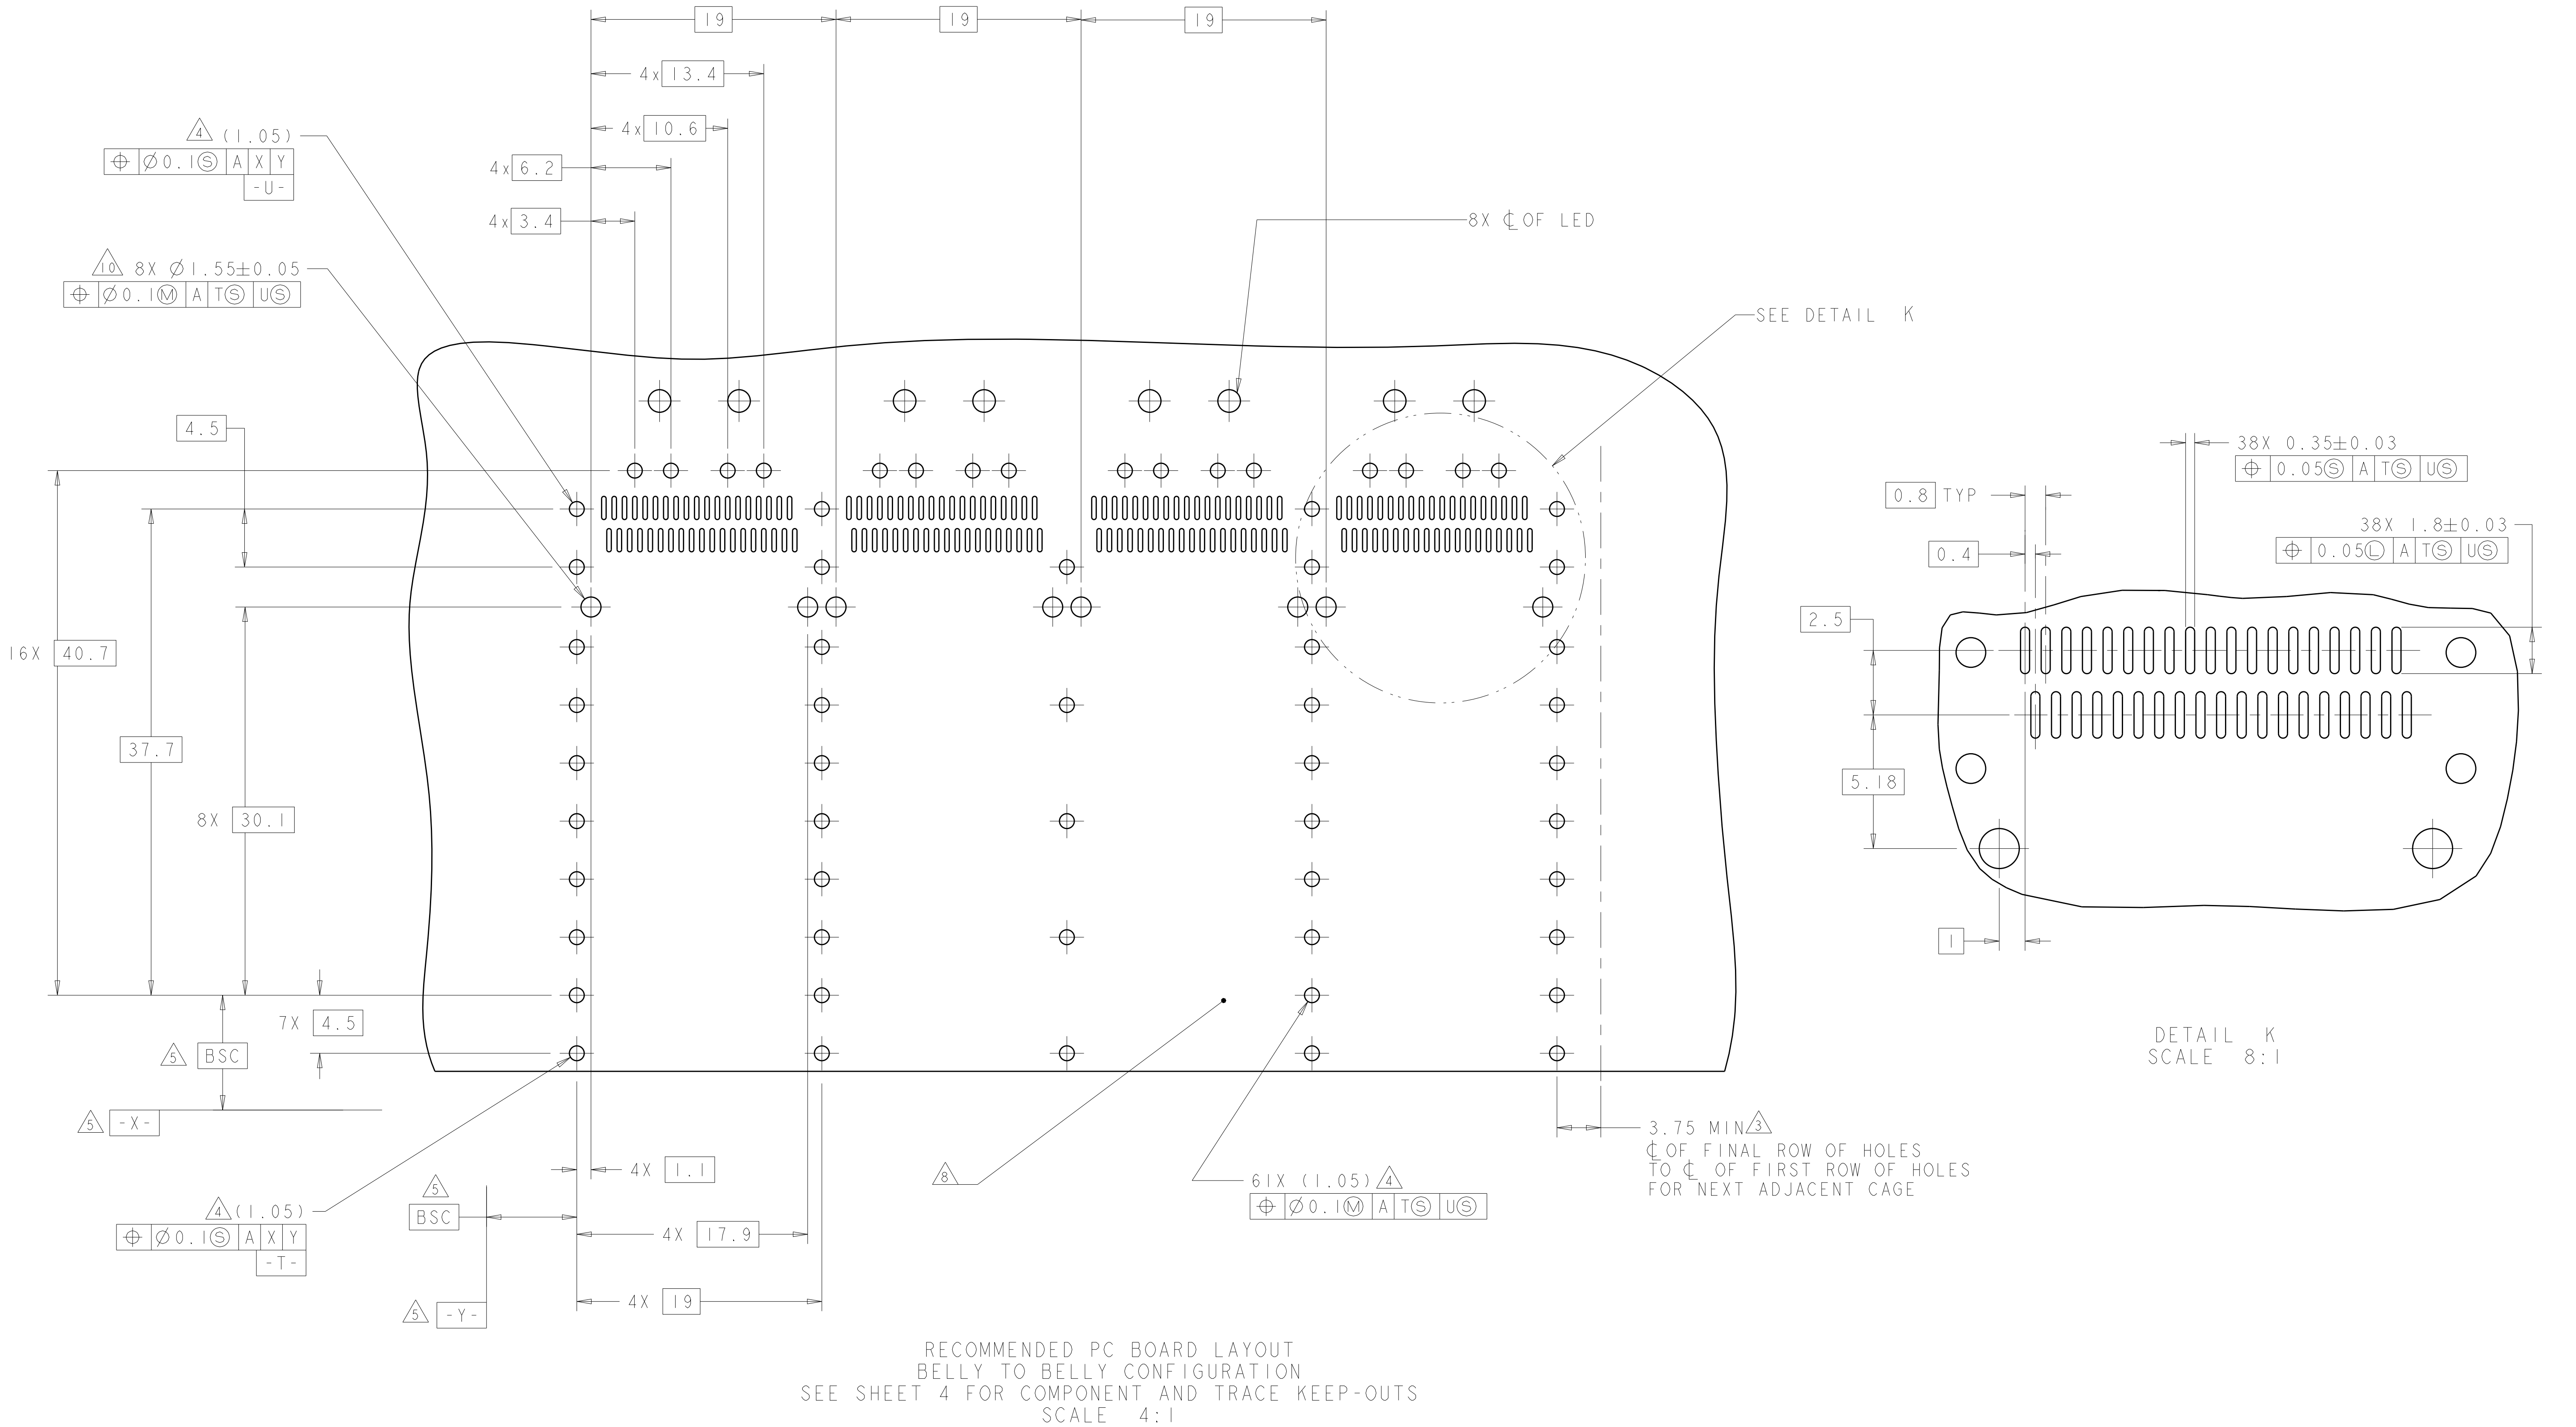 19 19 19
4x 13.4
4x 10.6
4x 6.2
4x 3.4
4 (1.05)
⌖ Ø0.1Ⓢ A X Y
-U-
10 8X Ø1.55±0.05
⌖ Ø0.1Ⓜ A TⓈ UⓈ
8X ℄ OF LED
SEE DETAIL K
4.5
16X 40.7
37.7
8X 30.1
7X 4.5
5 BSC
5 -X-
4X 1.1
4 (1.05)
⌖ Ø0.1Ⓢ A X Y
-T-
5
BSC
4X 17.9
5 -Y-
4X 19
8
61X (1.05) 4
⌖ Ø0.1Ⓜ A TⓈ UⓈ
3.75 MIN 3
℄ OF FINAL ROW OF HOLES
TO ℄ OF FIRST ROW OF HOLES
FOR NEXT ADJACENT CAGE
38X 0.35±0.03
⌖ 0.05Ⓢ A TⓈ UⓈ
0.8 TYP
38X 1.8±0.03
⌖ 0.05Ⓛ A TⓈ UⓈ
0.4
2.5
5.18
1
DETAIL K
SCALE 8:1
RECOMMENDED PC BOARD LAYOUT
BELLY TO BELLY CONFIGURATION
SEE SHEET 4 FOR COMPONENT AND TRACE KEEP-OUTS
SCALE 4:1